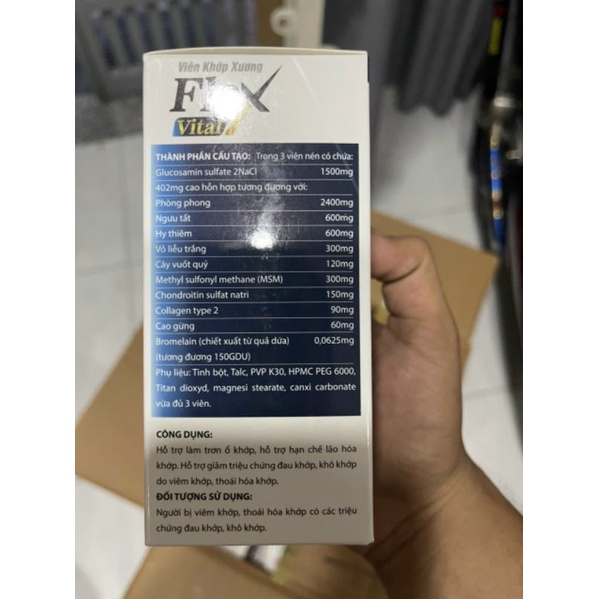 Viên Khớp Xương
Flex
Vital
THÀNH PHẦN CẤU TẠO: Trong 3 viên nén có chứa:
Glucosamin sulfate 2NaCl 1500mg
402mg cao hỗn hợp tương đương với:
Phòng phong 2400mg
Ngưu tất 600mg
Hy thiêm 600mg
Vỏ liễu trắng 300mg
Cây vuốt quỷ 120mg
Methyl sulfonyl methane (MSM) 300mg
Chondroitin sulfat natri 150mg
Collagen type 2 90mg
Cao gừng 60mg
Bromelain (chiết xuất từ quả dứa) 0,0625mg
(tương đương 150GDU)
Phụ liệu: Tinh bột, Talc, PVP K30, HPMC PEG 6000,
Titan dioxyd, magnesi stearate, canxi carbonate
vừa đủ 3 viên.
CÔNG DỤNG:
Hỗ trợ làm trơn ổ khớp, hỗ trợ hạn chế lão hóa
khớp. Hỗ trợ giảm triệu chứng đau khớp, khô khớp
do viêm khớp, thoái hóa khớp.
ĐỐI TƯỢNG SỬ DỤNG:
Người bị viêm khớp, thoái hóa khớp có các triệu
chứng đau khớp, khô khớp.